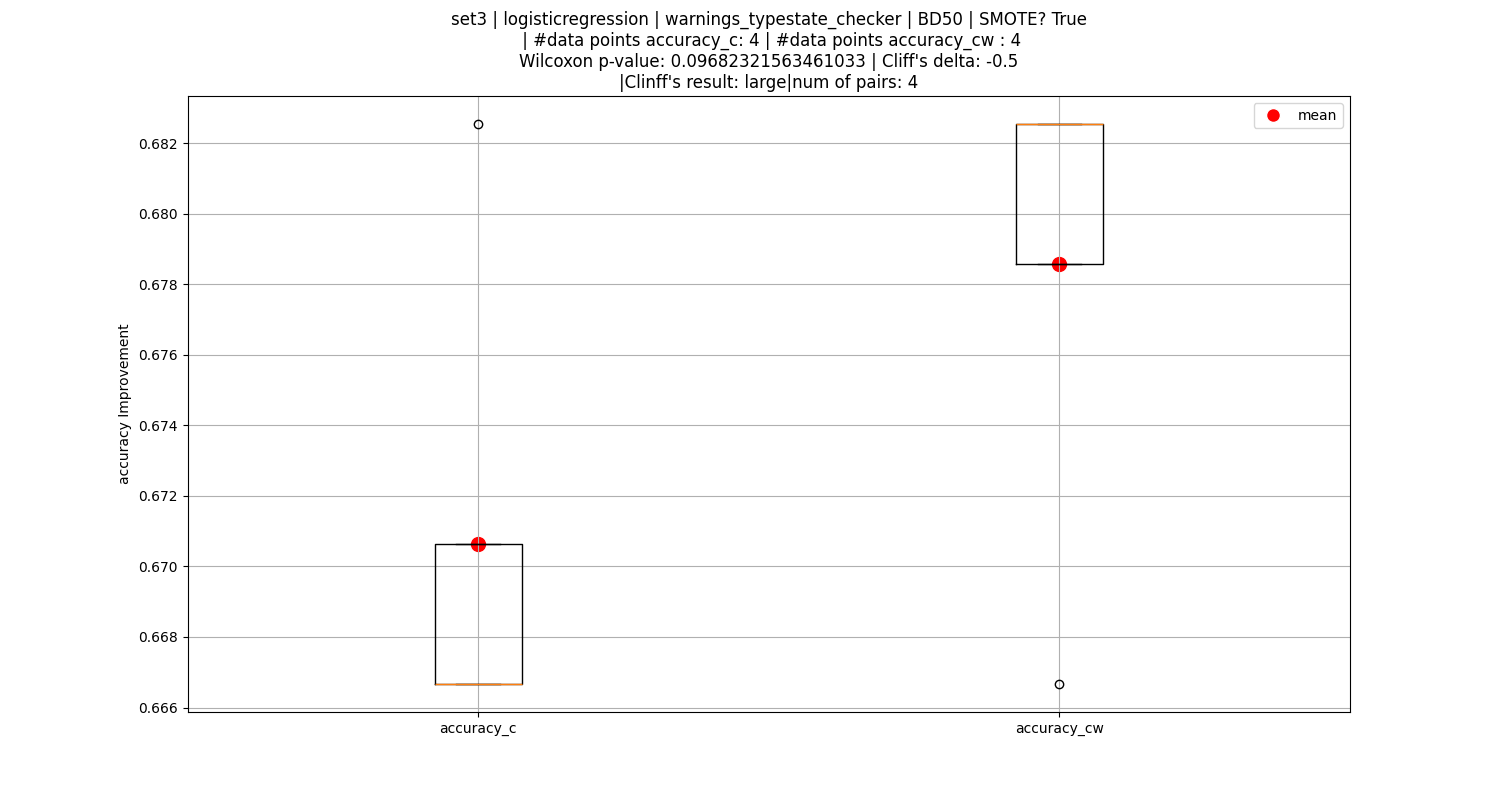 set3 | logisticregression | warnings_typestate_checker | BD50 | SMOTE? True
| #data points accuracy_c: 4 | #data points accuracy_cw : 4
Wilcoxon p-value: 0.09682321563461033 | Cliff's delta: -0.5
|Clinff's result: large|num of pairs: 4
mean
0.682
0.680
0.678
0.676
0.674
0.672
0.670
0.668
0.666
accuracy Improvement
accuracy_c
accuracy_cw